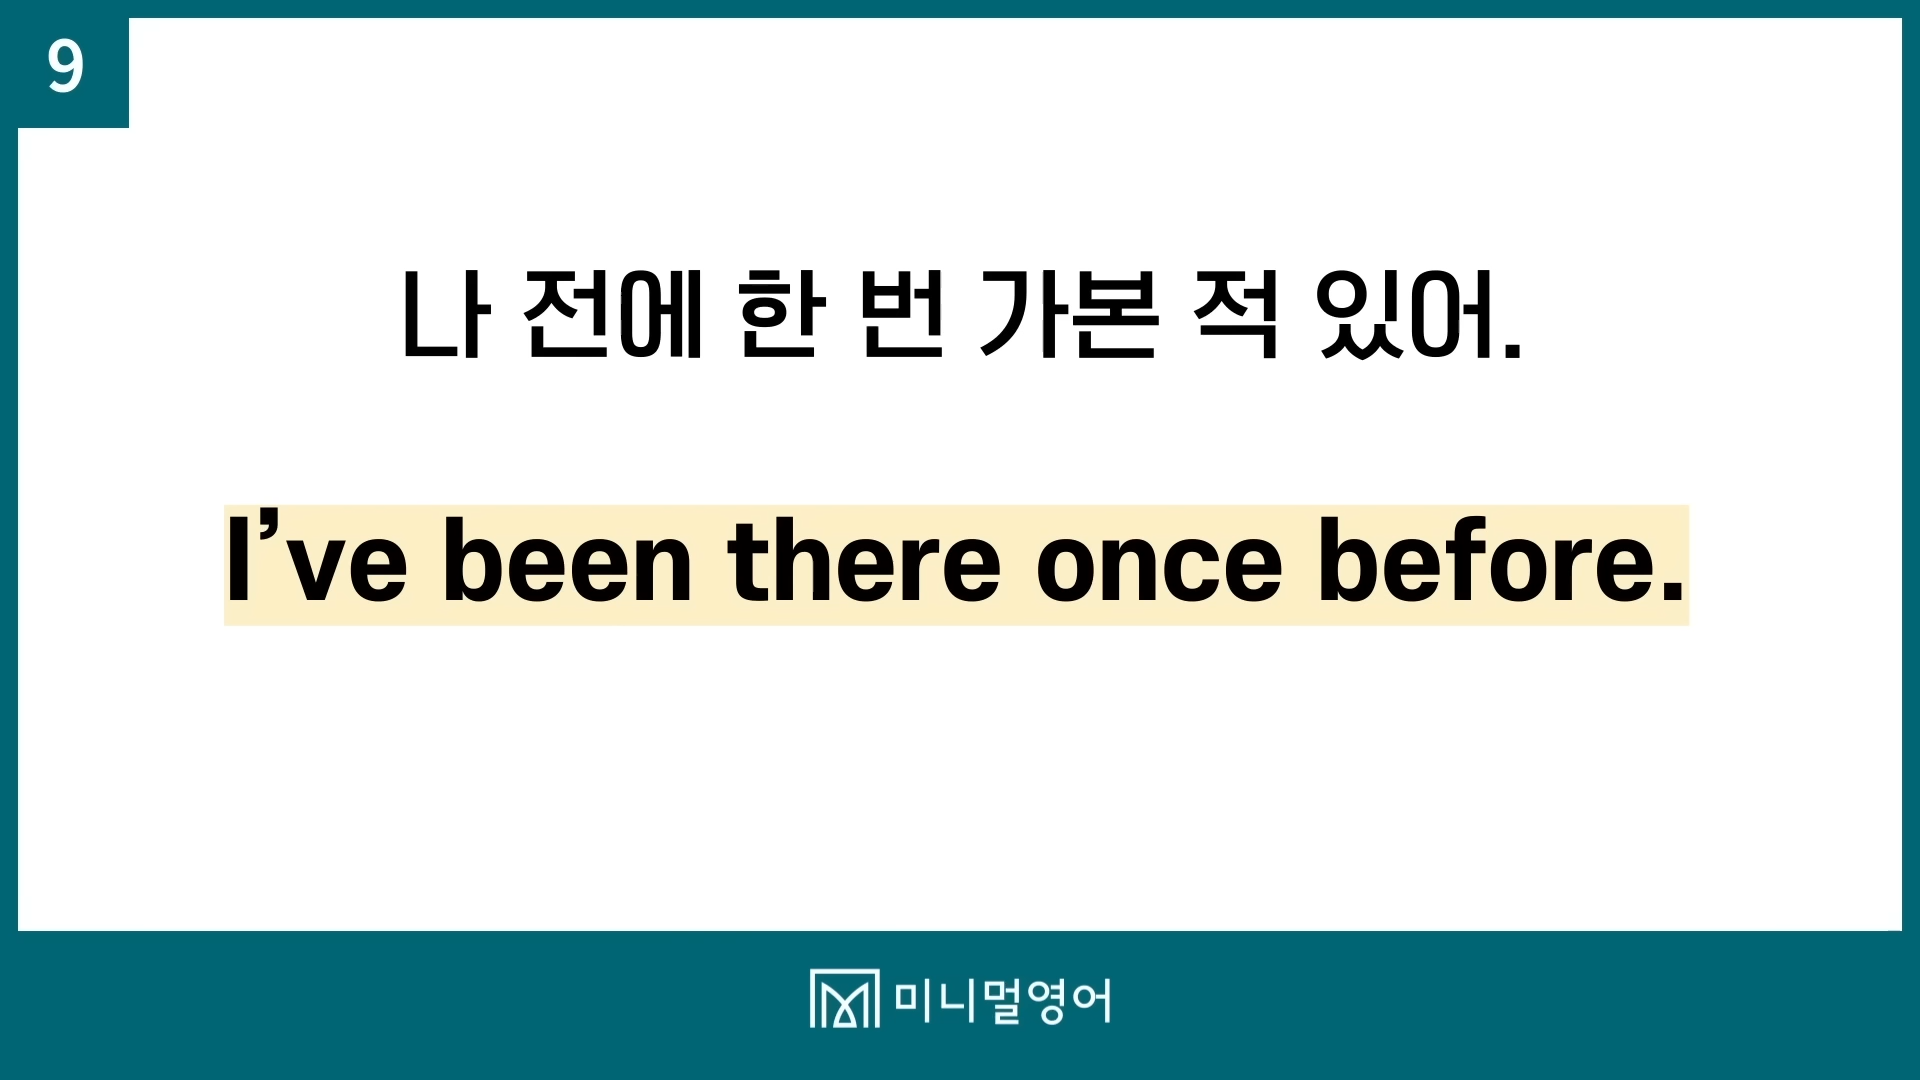 9
나 전에 한 번 가본 적 있어.
I’ve been there once before.
미니멀영어